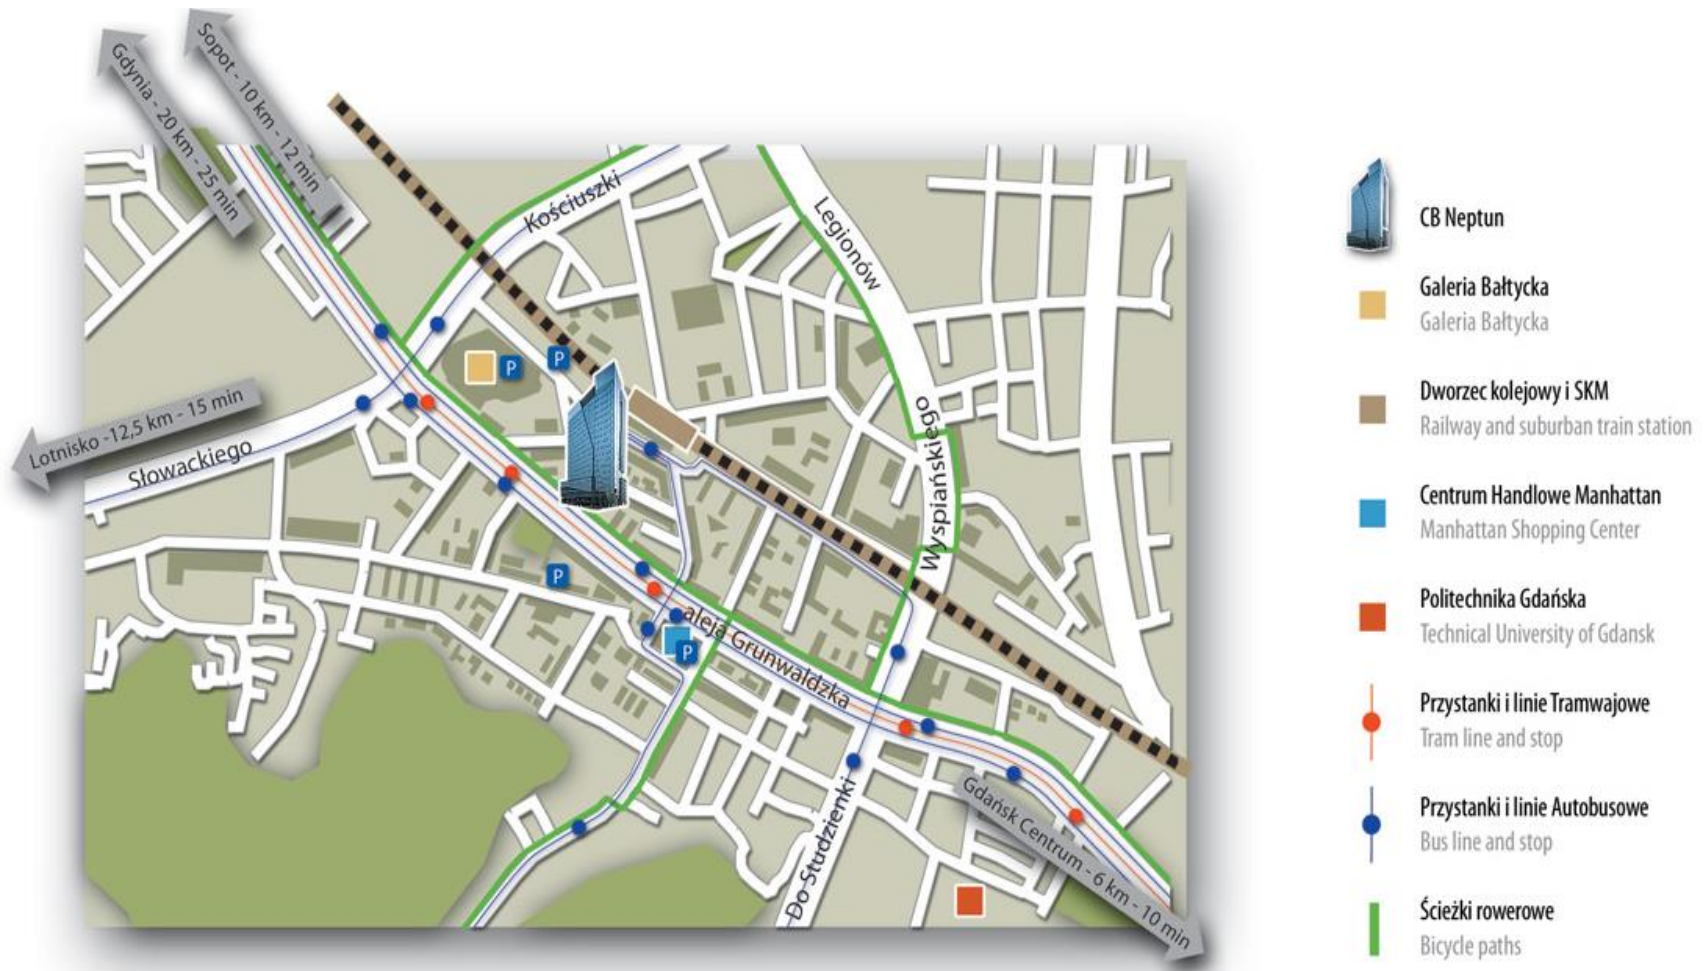 Sopot - 10 km - 12 min
Gdynia - 20 km - 25 min
Kościuszki
Legionów
Lotnisko -12,5 km - 15 min
Słowackiego
P
P
Wyspiańskiego
P
P
aleja Grunwaldzka
Do Studzienki
Gdańsk Centrum - 6 km - 10 min
CB Neptun
Galeria Bałtycka
Galeria Bałtycka
Dworzec kolejowy i SKM
Railway and suburban train station
Centrum Handlowe Manhattan
Manhattan Shopping Center
Politechnika Gdańska
Technical University of Gdansk
Przystanki i linie Tramwajowe
Tram line and stop
Przystanki i linie Autobusowe
Bus line and stop
Ścieżki rowerowe
Bicycle paths